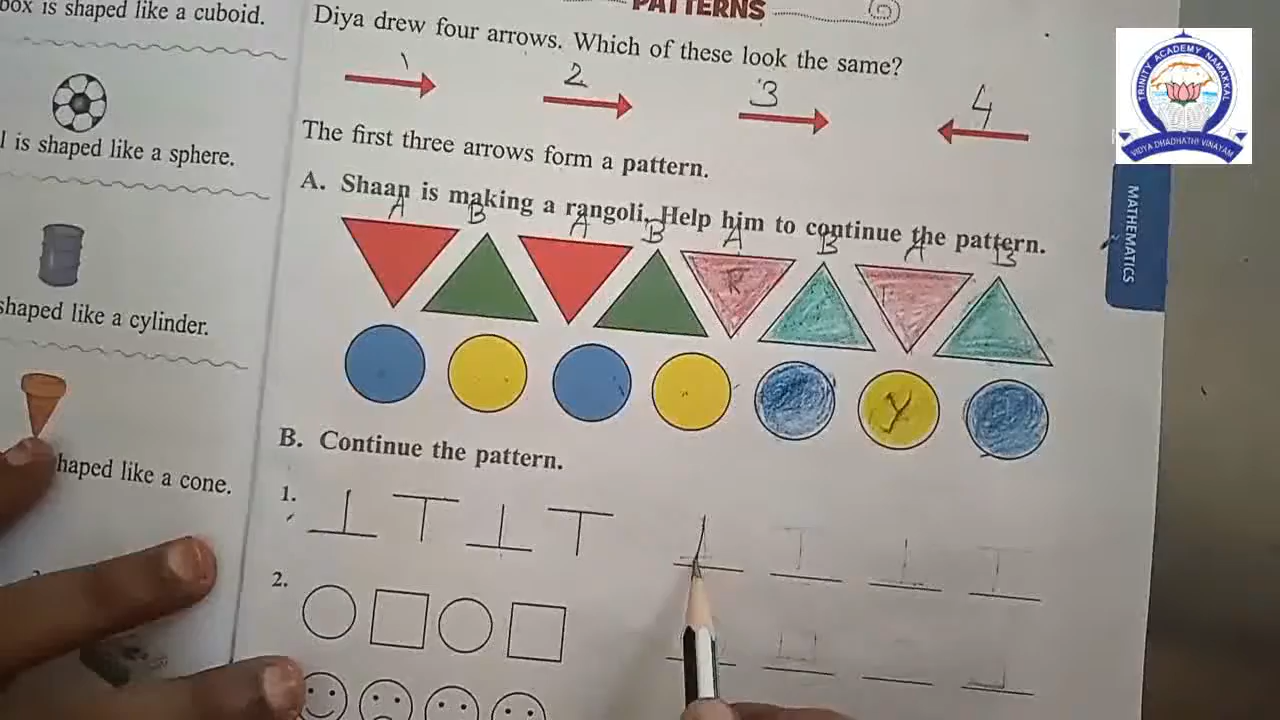 box is shaped like a cuboid.
l is shaped like a sphere.
shaped like a cylinder.
haped like a cone.
PATTERNS
Diya drew four arrows. Which of these look the same?
1 2 3 4
The first three arrows form a pattern.
A. Shaan is making a rangoli. Help him to continue the pattern.
A B A B A B A B
R
Y
B. Continue the pattern.
1.
2.
MATHEMATICS
TRINITY ACADEMY NAMAKKAL
VIDYA DHADHATHI VINAYAM